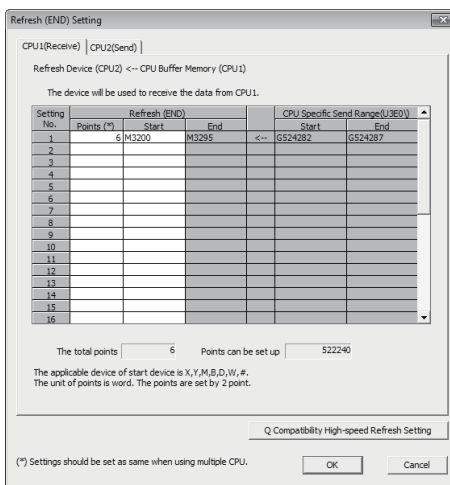 Refresh (END) Setting
CPU1(Receive) CPU2(Send)
Refresh Device (CPU2) <-- CPU Buffer Memory (CPU1)
The device will be used to receive the data from CPU1.
Setting No. Refresh (END) CPU Specific Send Range(U3E0\)
Points (*) Start End Start End
1 6 M3200 M3295 <-- G524282 G524287
2
3
4
5
6
7
8
9
10
11
12
13
14
15
16
The total points 6 Points can be set up 522240
The applicable device of start device is X,Y,M,B,D,W,#.
The unit of points is word. The points are set by 2 point.
Q Compatibility High-speed Refresh Setting
(*) Settings should be set as same when using multiple CPU.
OK Cancel